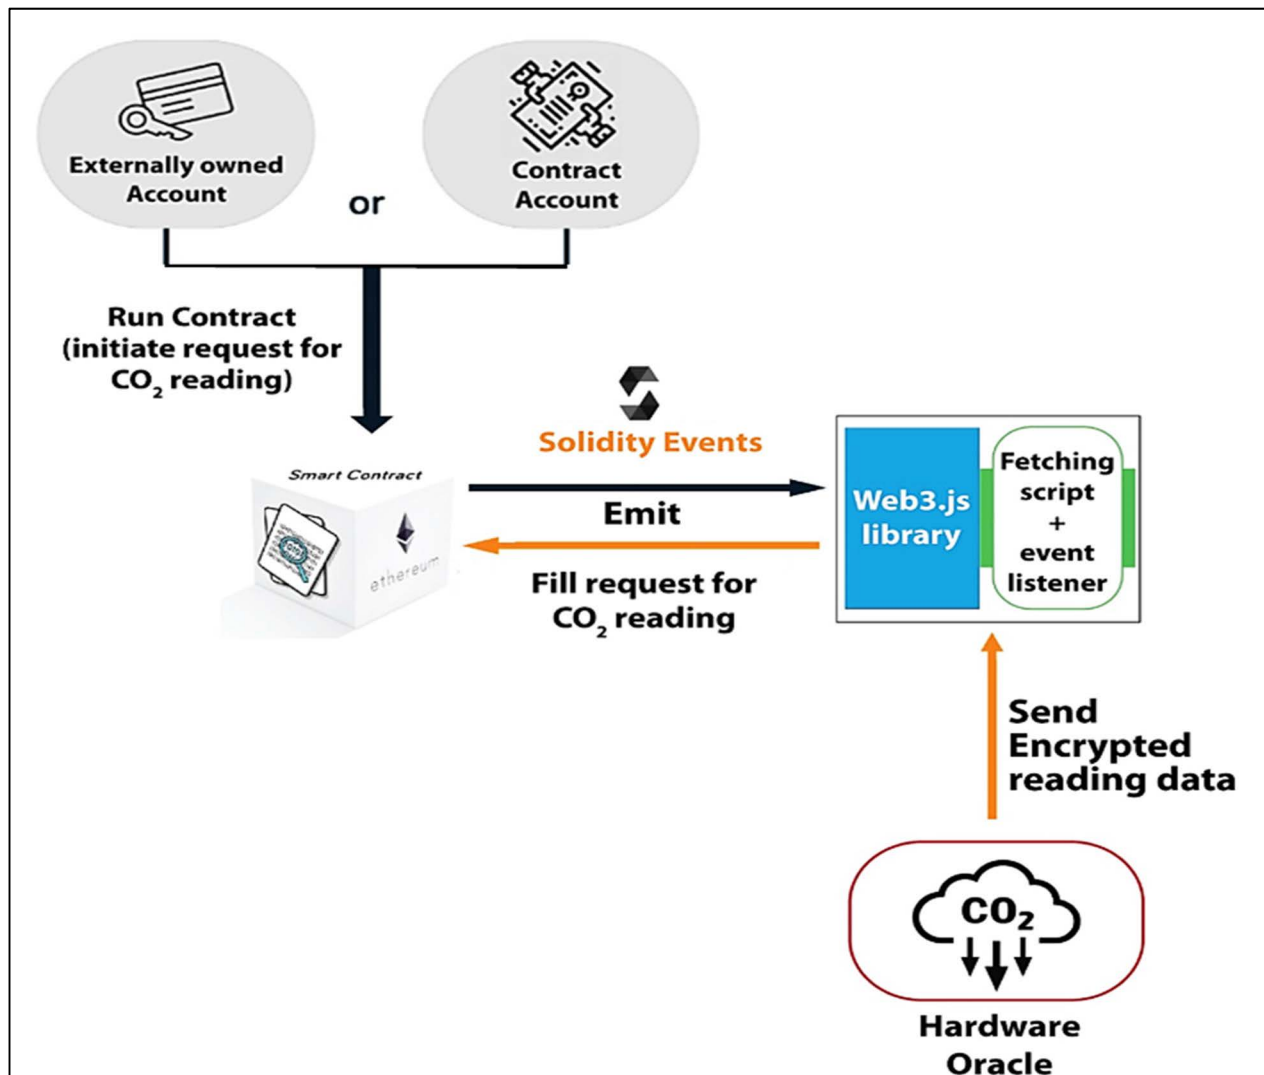 Externally owned
Account
or
Contract
Account
Run Contract
(initiate request for
CO₂ reading)
Solidity Events
Smart Contract
ethereum
Emit
Fill request for
CO₂ reading
Web3.js
library
Fetching
script
+
event
listener
Send
Encrypted
reading data
CO₂
Hardware
Oracle